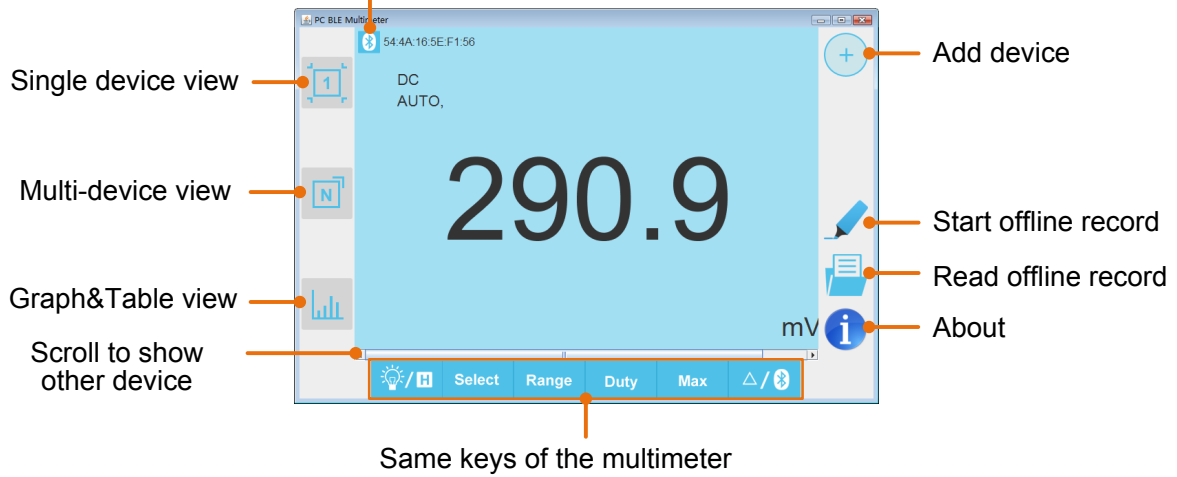 PC BLE Multimeter
54:4A:16:5E:F1:56
Add device
Single device view
1
+
DC
AUTO,
290.9
Multi-device view
N
Start offline record
Read offline record
Graph&Table view
mV
i
About
Scroll to show
other device
/ H Select Range Duty Max △/
Same keys of the multimeter